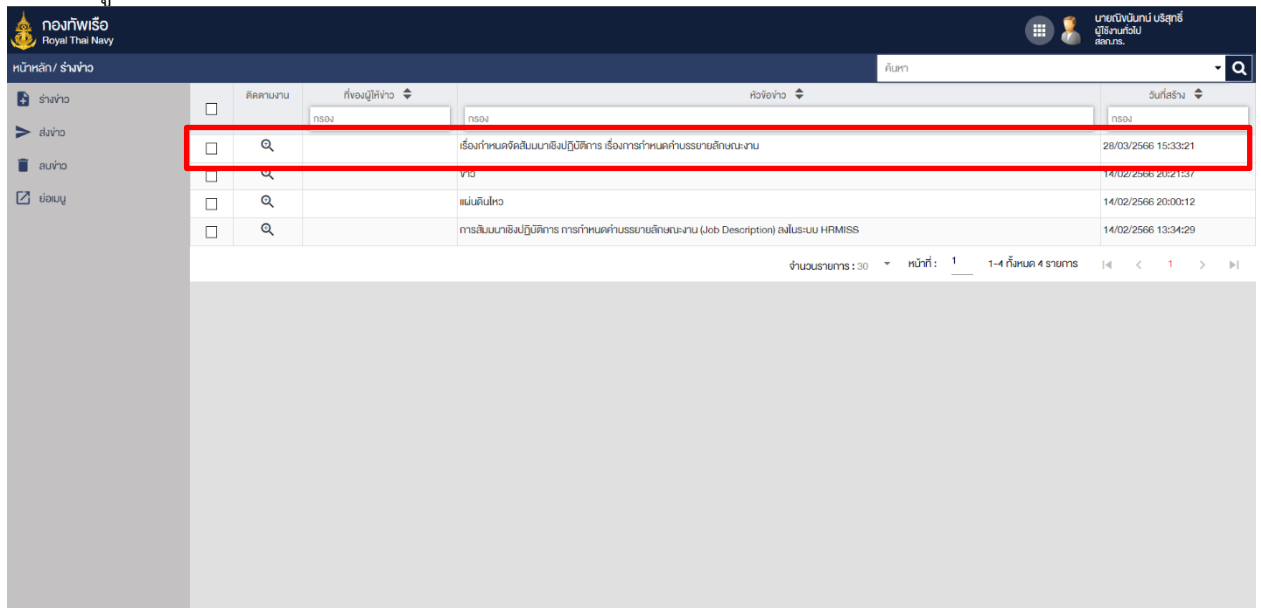 กองทัพเรือ
Royal Thai Navy
นายณิงนันทน์ บริสุทธิ์
ผู้ใช้งานทั่วไป
สลก.ทร.
หน้าหลัก/ ร่างข่าว
ค้นหา
ร่างข่าว
ส่งข่าว
ลบข่าว
ย่อเมนู
ติดตามงาน ที่ของผู้ให้ข่าว หัวข้อข่าว วันที่สร้าง
กรอง กรอง กรอง
เรื่องกำหนดจัดสัมมนาเชิงปฏิบัติการ เรื่องการกำหนดคำบรรยายลักษณะงาน 28/03/2566 15:33:21
ข่าว 14/02/2566 20:21:37
แผ่นดินไหว 14/02/2566 20:00:12
การสัมมนาเชิงปฏิบัติการ การกำหนดคำบรรยายลักษณะงาน (Job Description) ลงในระบบ HRMISS 14/02/2566 13:34:29
จำนวนรายการ : 30 หน้าที่ : 1 1-4 ทั้งหมด 4 รายการ 1